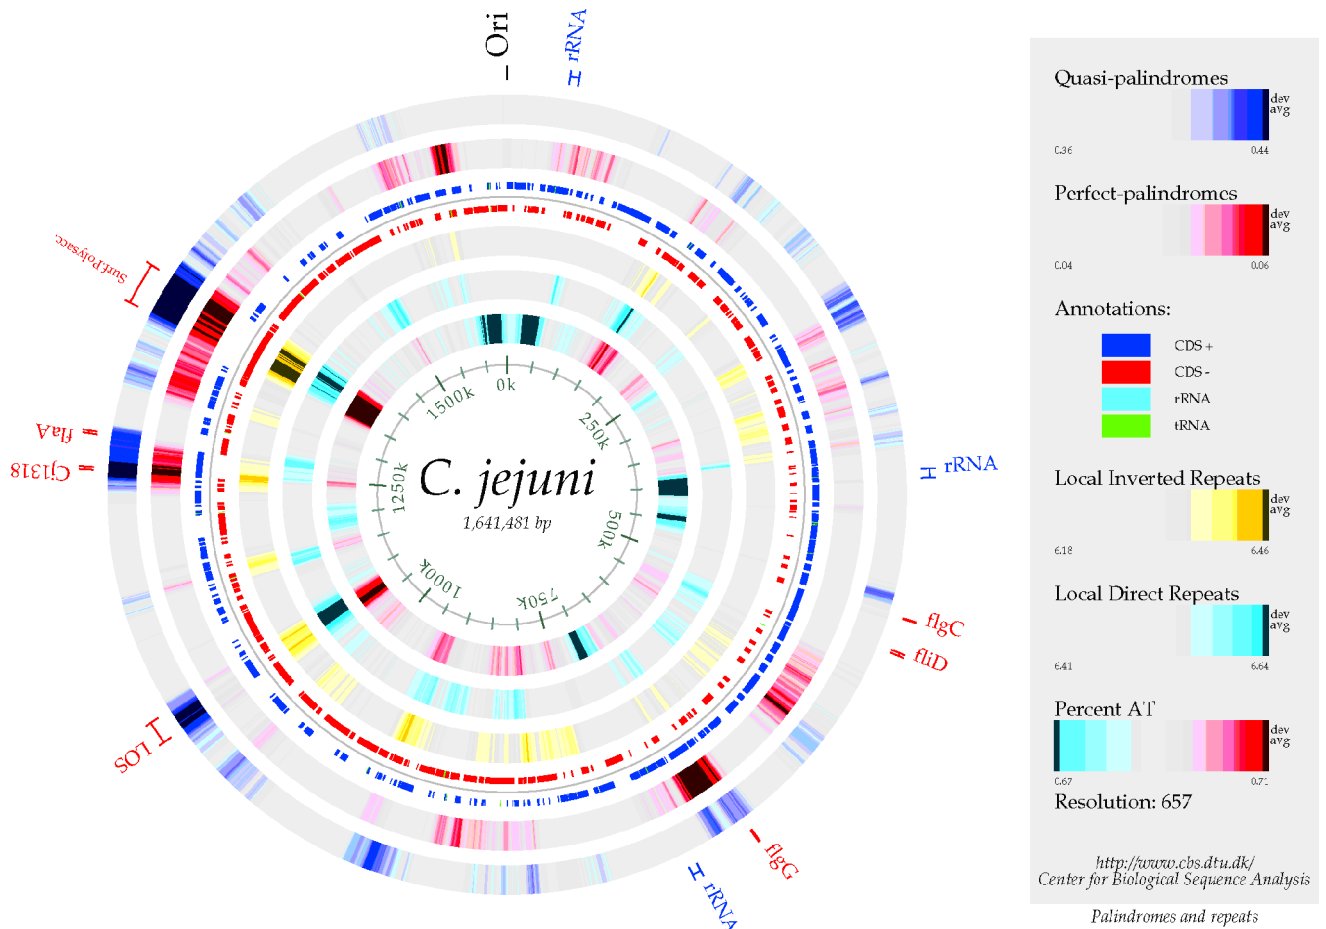 Ori
rRNA
Surf.Polysacc.
flaA
Cj1318
LOS
rRNA
flgC
fliD
flgG
rRNA
0k
250k
500k
750k
1000k
1250k
1500k
C. jejuni
1,641,481 bp
Quasi-palindromes
dev
avg
0.36 0.44
Perfect-palindromes
dev
avg
0.04 0.06
Annotations:
CDS +
CDS -
rRNA
tRNA
Local Inverted Repeats
dev
avg
6.18 6.46
Local Direct Repeats
dev
avg
6.41 6.64
Percent AT
dev
avg
0.67 0.71
Resolution: 657
http://www.cbs.dtu.dk/
Center for Biological Sequence Analysis
Palindromes and repeats